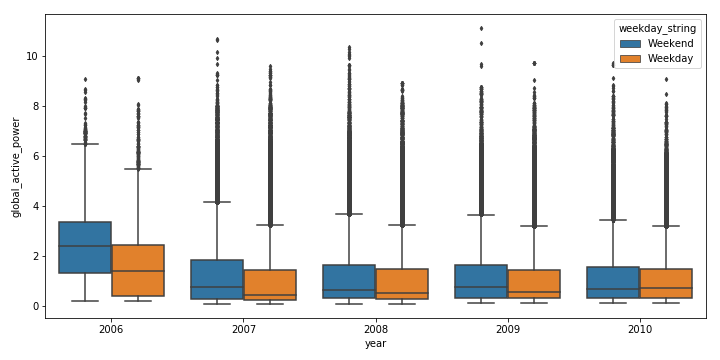 weekday_string
Weekend
Weekday
10
8
6
4
2
0
global_active_power
2006 2007 2008 2009 2010
year